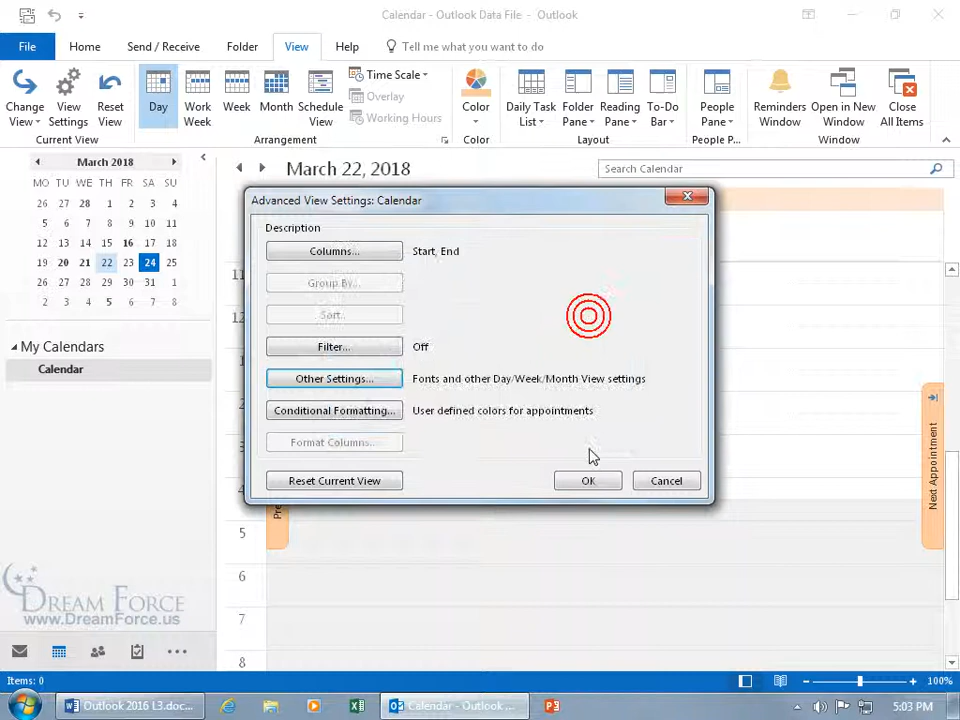 Calendar - Outlook Data File - Outlook
File Home Send / Receive Folder View Help Tell me what you want to do
Change View View Settings Reset View Day Work Week Week Month Schedule View Time Scale Overlay Working Hours Color Daily Task List Folder Pane Reading Pane To-Do Bar People Pane Reminders Window Open in New Window Close All Items
Current View Arrangement Color Layout People P... Window
March 2018
MO TU WE TH FR SA SU
26 27 28 1 2 3 4
5 6 7 8 9 10 11
12 13 14 15 16 17 18
19 20 21 22 23 24 25
26 27 28 29 30 31 1
2 3 4 5 6 7 8
My Calendars
Calendar
March 22, 2018
Search Calendar
Advanced View Settings: Calendar
Description
Columns... Start, End
Group By...
Sort...
Filter... Off
Other Settings... Fonts and other Day/Week/Month View settings
Conditional Formatting... User defined colors for appointments
Format Columns...
Reset Current View OK Cancel
11
12
5
6
7
8
Next Appointment
DREAM FORCE
www.DreamForce.us
Items: 0
100%
Outlook 2016 L3.doc...
Calendar - Outlook ...
5:03 PM